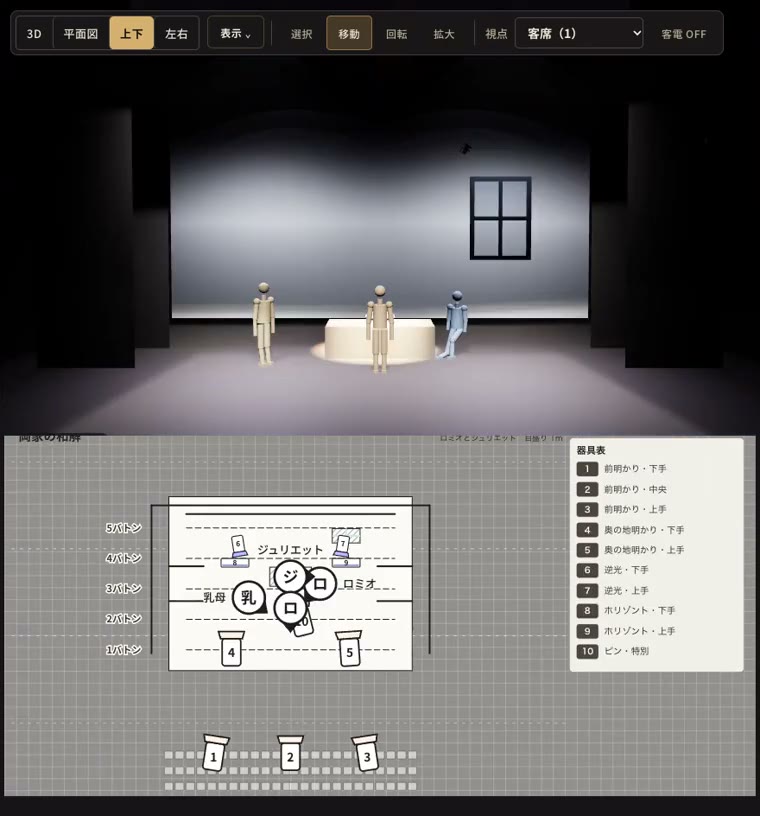 3D 平面図 上下 左右 表示 選択 移動 回転 拡大 視点 客席（1） 客電 OFF
両家の和解
ロミオとジュリエット 目盛り 1m
器具表
1 前明かり・下手
2 前明かり・中央
3 前明かり・上手
4 奥の地明かり・下手
5 奥の地明かり・上手
6 逆光・下手
7 逆光・上手
8 ホリゾント・下手
9 ホリゾント・上手
10 ピン・特別
5バトン
6 7
ジュリエット
4バトン
8 9
ジ ロ ロミオ
3バトン
乳母 乳
ロ
2バトン
10
1バトン
4 5
1 2 3